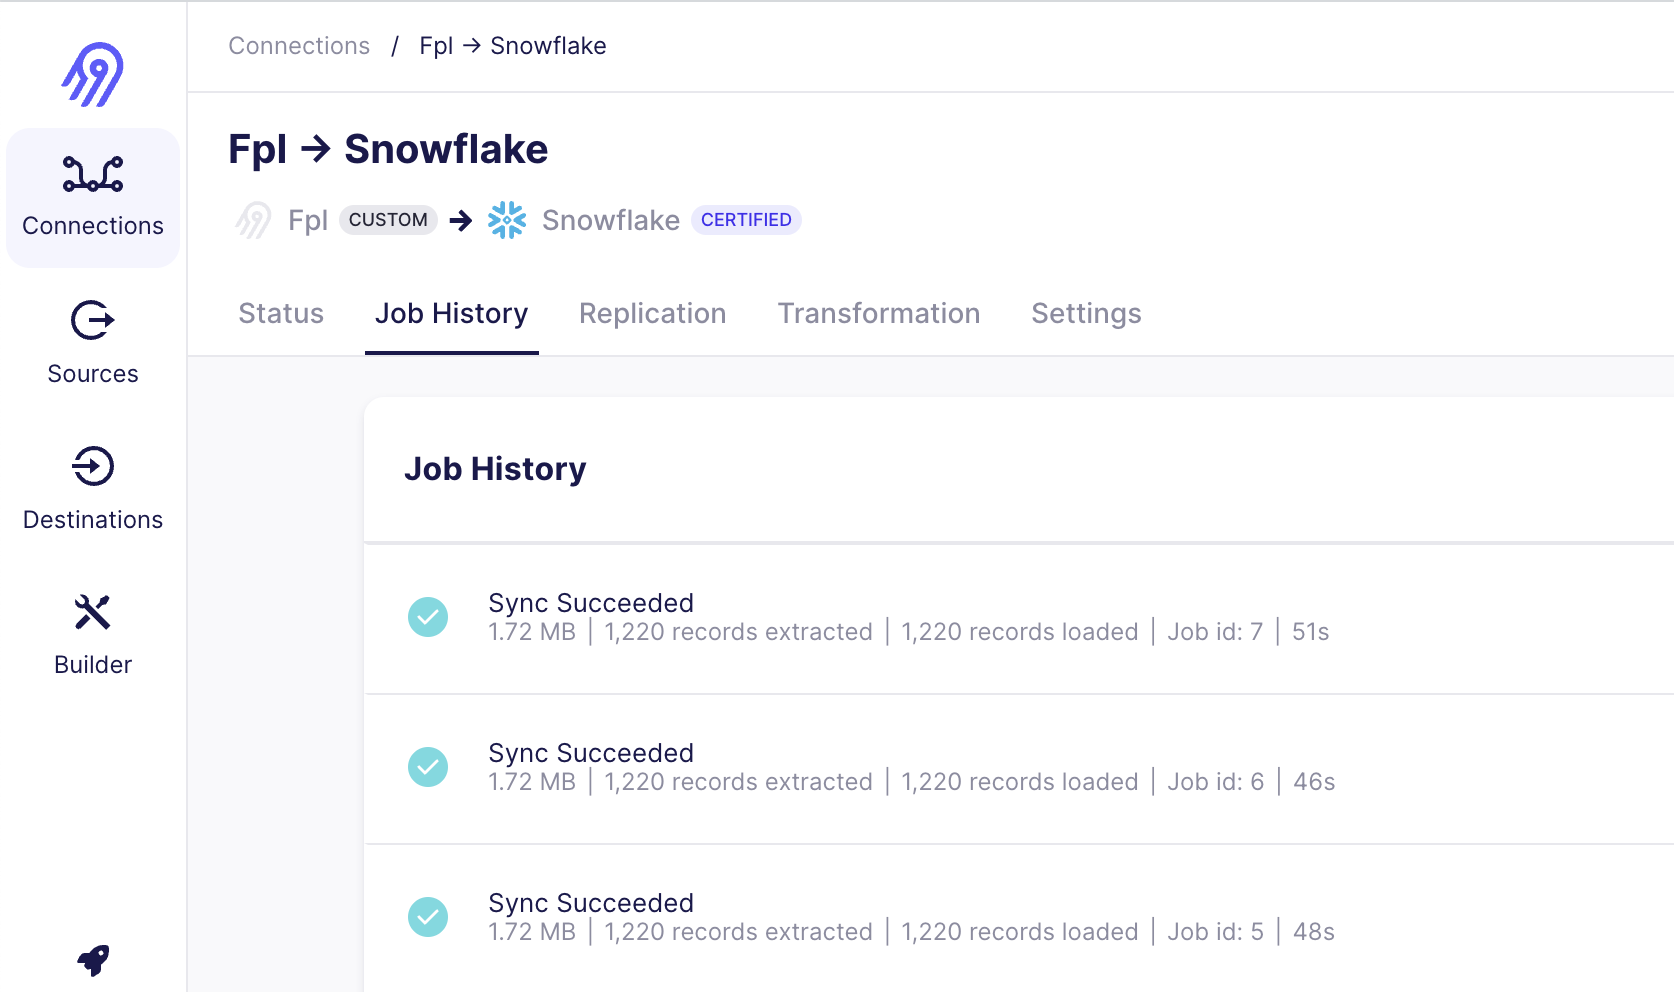 Connections / Fpl → Snowflake
Fpl → Snowflake
Fpl CUSTOM → Snowflake CERTIFIED
Status Job History Replication Transformation Settings
Connections
Sources
Destinations
Builder
Job History
Sync Succeeded
1.72 MB | 1,220 records extracted | 1,220 records loaded | Job id: 7 | 51s
Sync Succeeded
1.72 MB | 1,220 records extracted | 1,220 records loaded | Job id: 6 | 46s
Sync Succeeded
1.72 MB | 1,220 records extracted | 1,220 records loaded | Job id: 5 | 48s